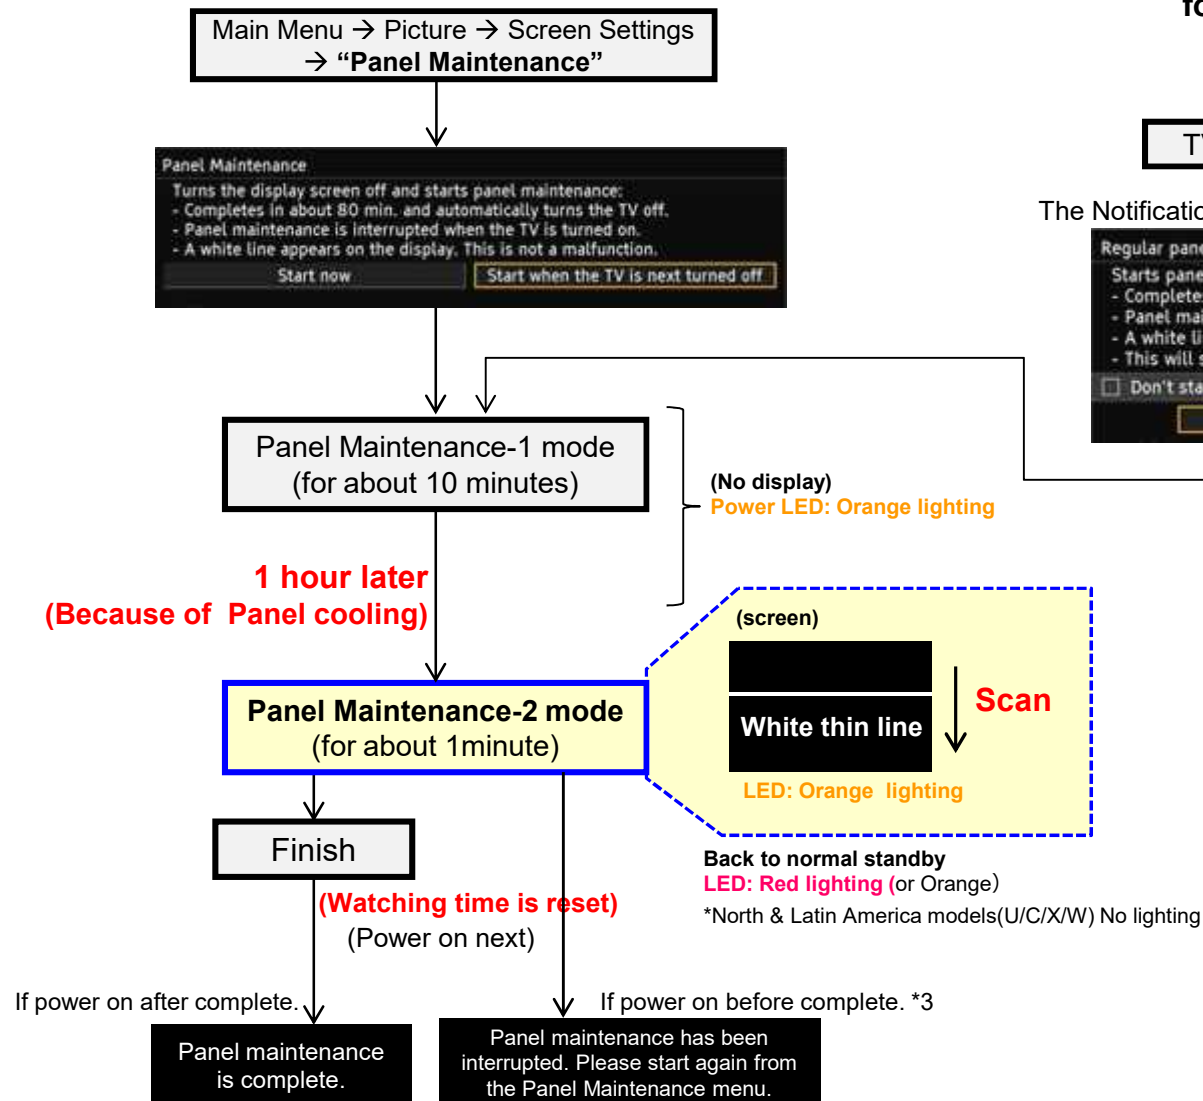 fo
Main Menu → Picture → Screen Settings
→ “Panel Maintenance”
Panel Maintenance
Turns the display screen off and starts panel maintenance:
- Completes in about 80 min. and automatically turns the TV off.
- Panel maintenance is interrupted when the TV is turned on.
- A white line appears on the display. This is not a malfunction.
Start now
Start when the TV is next turned off
TV
The Notificatio
Regular pane
Starts pane
- Complete
- Panel mai
- A white li
- This will s
Don't sta
Panel Maintenance-1 mode
(for about 10 minutes)
(No display)
Power LED: Orange lighting
1 hour later
(Because of Panel cooling)
(screen)
White thin line
Scan
LED: Orange lighting
Panel Maintenance-2 mode
(for about 1minute)
Back to normal standby
LED: Red lighting (or Orange）
*North & Latin America models(U/C/X/W) No lighting
Finish
(Watching time is reset)
(Power on next)
If power on after complete.
If power on before complete. *3
Panel maintenance
is complete.
Panel maintenance has been
interrupted. Please start again from
the Panel Maintenance menu.